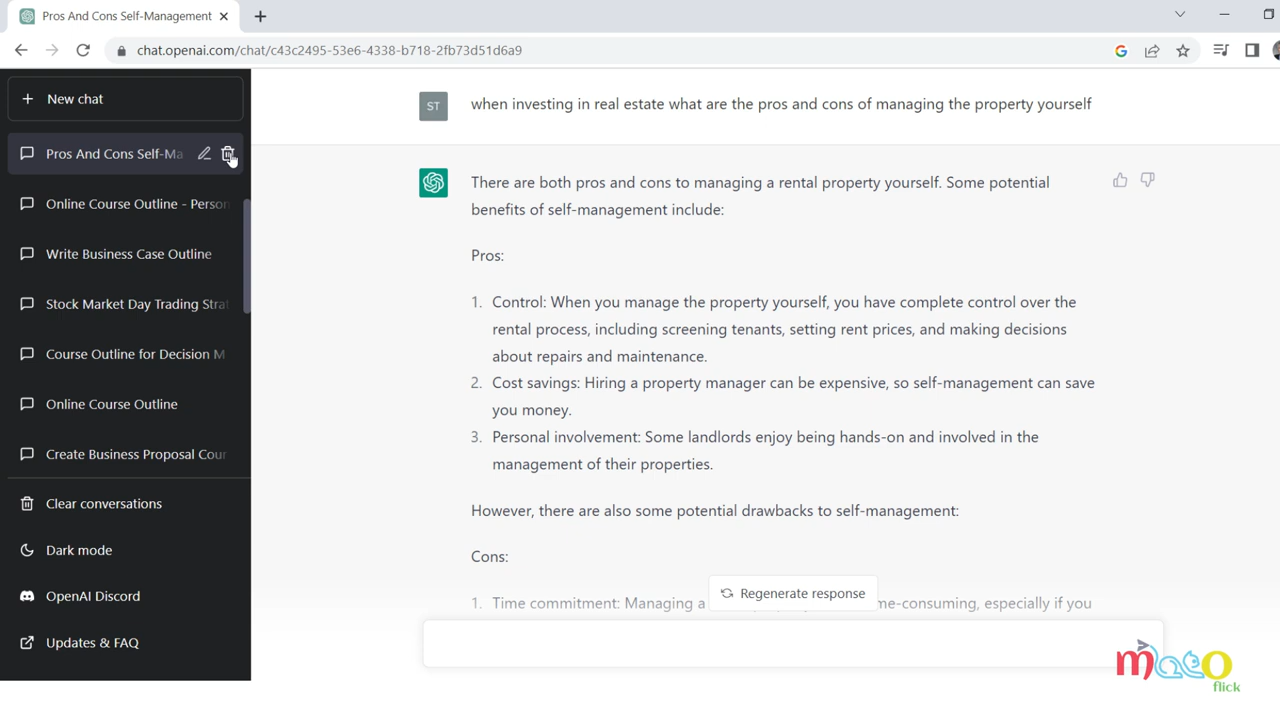 Pros And Cons Self-Management
chat.openai.com/chat/c43c2495-53e6-4338-b718-2fb73d51d6a9
New chat
Pros And Cons Self-Ma
Online Course Outline - Person
Write Business Case Outline
Stock Market Day Trading Stra
Course Outline for Decision M
Online Course Outline
Create Business Proposal Cour
Clear conversations
Dark mode
OpenAI Discord
Updates & FAQ
ST
when investing in real estate what are the pros and cons of managing the property yourself
There are both pros and cons to managing a rental property yourself. Some potential
benefits of self-management include:
Pros:
1. Control: When you manage the property yourself, you have complete control over the
rental process, including screening tenants, setting rent prices, and making decisions
about repairs and maintenance.
2. Cost savings: Hiring a property manager can be expensive, so self-management can save
you money.
3. Personal involvement: Some landlords enjoy being hands-on and involved in the
management of their properties.
However, there are also some potential drawbacks to self-management:
Cons:
1. Time commitment: Managing a me-consuming, especially if you
Regenerate response
flick